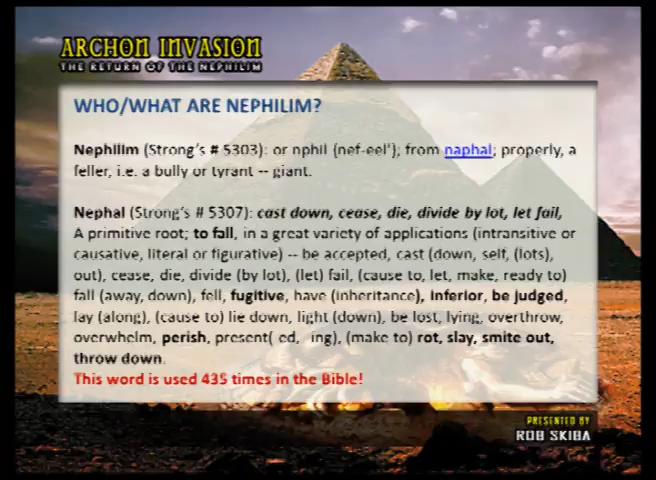 ARCHON INVASION
THE RETURN OF THE NEPHILIM
WHO/WHAT ARE NEPHILIM?
Nephilim (Strong's # 5303): or nphil {nef-eel'}; from naphal; properly, a
feller, i.e. a bully or tyrant -- giant.
Nephal (Strong's # 5307): cast down, cease, die, divide by lot, let fail,
A primitive root; to fall, in a great variety of applications (intransitive or
causative, literal or figurative) -- be accepted, cast (down, self, (lots),
out), cease, die, divide (by lot), (let) fail, (cause to, let, make, ready to)
fall (away, down), fell, fugitive, have (inheritance), inferior, be judged,
lay (along), (cause to) lie down, light (down), be lost, lying, overthrow,
overwhelm, perish, present( ed, ing), (make to) rot, slay, smite out,
throw down.
This word is used 435 times in the Bible!
PRESENTED BY
ROB SKIBA